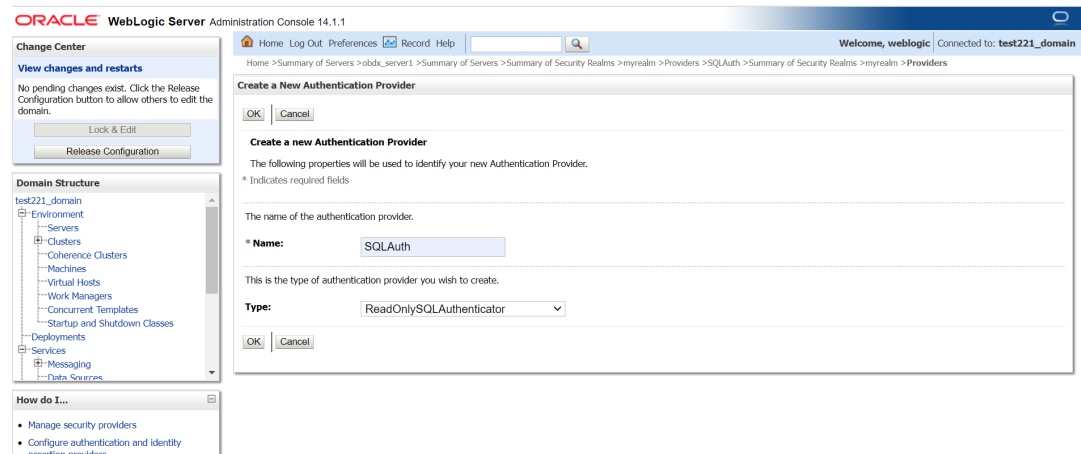 ORACLE WebLogic Server Administration Console 14.1.1
Change Center
View changes and restarts
No pending changes exist. Click the Release
Configuration button to allow others to edit the
domain.
Lock & Edit
Release Configuration
Domain Structure
test221_domain
Environment
Servers
Clusters
Coherence Clusters
Machines
Virtual Hosts
Work Managers
Concurrent Templates
Startup and Shutdown Classes
Deployments
Services
Messaging
Data Sources
How do I...
Manage security providers
Configure authentication and identity
assertion providers
Home Log Out Preferences Record Help
Welcome, weblogic Connected to: test221_domain
Home >Summary of Servers >obdx_server1 >Summary of Servers >Summary of Security Realms >myrealm >Providers >SQLAuth >Summary of Security Realms >myrealm >Providers
Create a New Authentication Provider
OK Cancel
Create a new Authentication Provider
The following properties will be used to identify your new Authentication Provider.
* Indicates required fields
The name of the authentication provider.
* Name: SQLAuth
This is the type of authentication provider you wish to create.
Type: ReadOnlySQLAuthenticator
OK Cancel